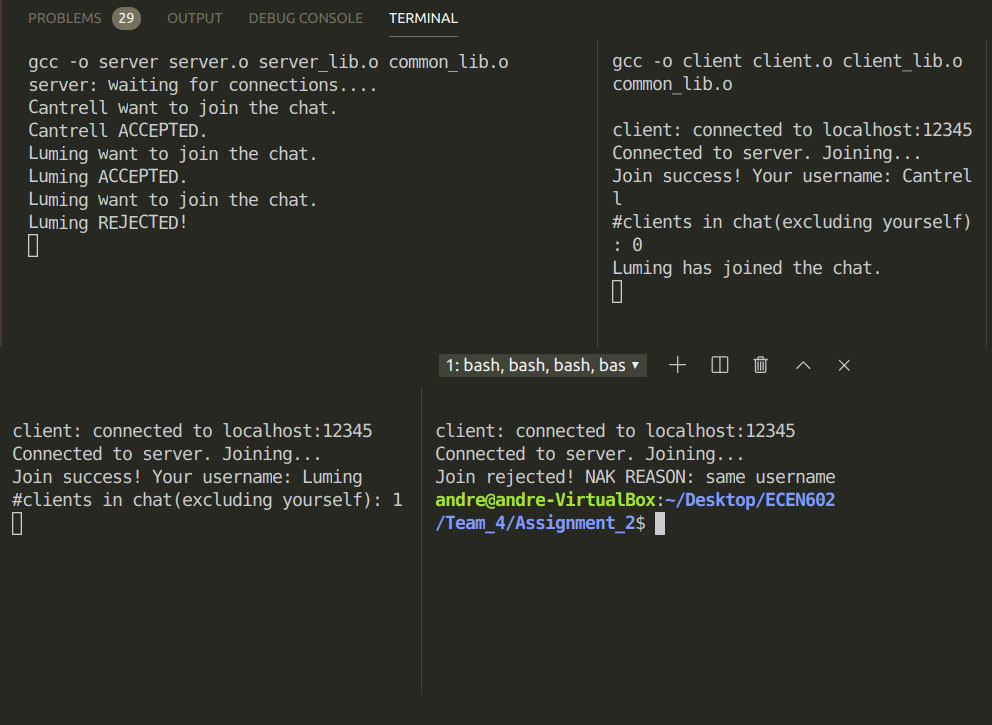 PROBLEMS 29 OUTPUT DEBUG CONSOLE TERMINAL
gcc -o server server.o server_lib.o common_lib.o
server: waiting for connections....
Cantrell want to join the chat.
Cantrell ACCEPTED.
Luming want to join the chat.
Luming ACCEPTED.
Luming want to join the chat.
Luming REJECTED!
gcc -o client client.o client_lib.o
common_lib.o
client: connected to localhost:12345
Connected to server. Joining...
Join success! Your username: Cantrel
l
#clients in chat(excluding yourself)
: 0
Luming has joined the chat.
1: bash, bash, bash, bas
client: connected to localhost:12345
Connected to server. Joining...
Join success! Your username: Luming
#clients in chat(excluding yourself): 1
client: connected to localhost:12345
Connected to server. Joining...
Join rejected! NAK REASON: same username
andre@andre-VirtualBox:~/Desktop/ECEN602
/Team_4/Assignment_2$